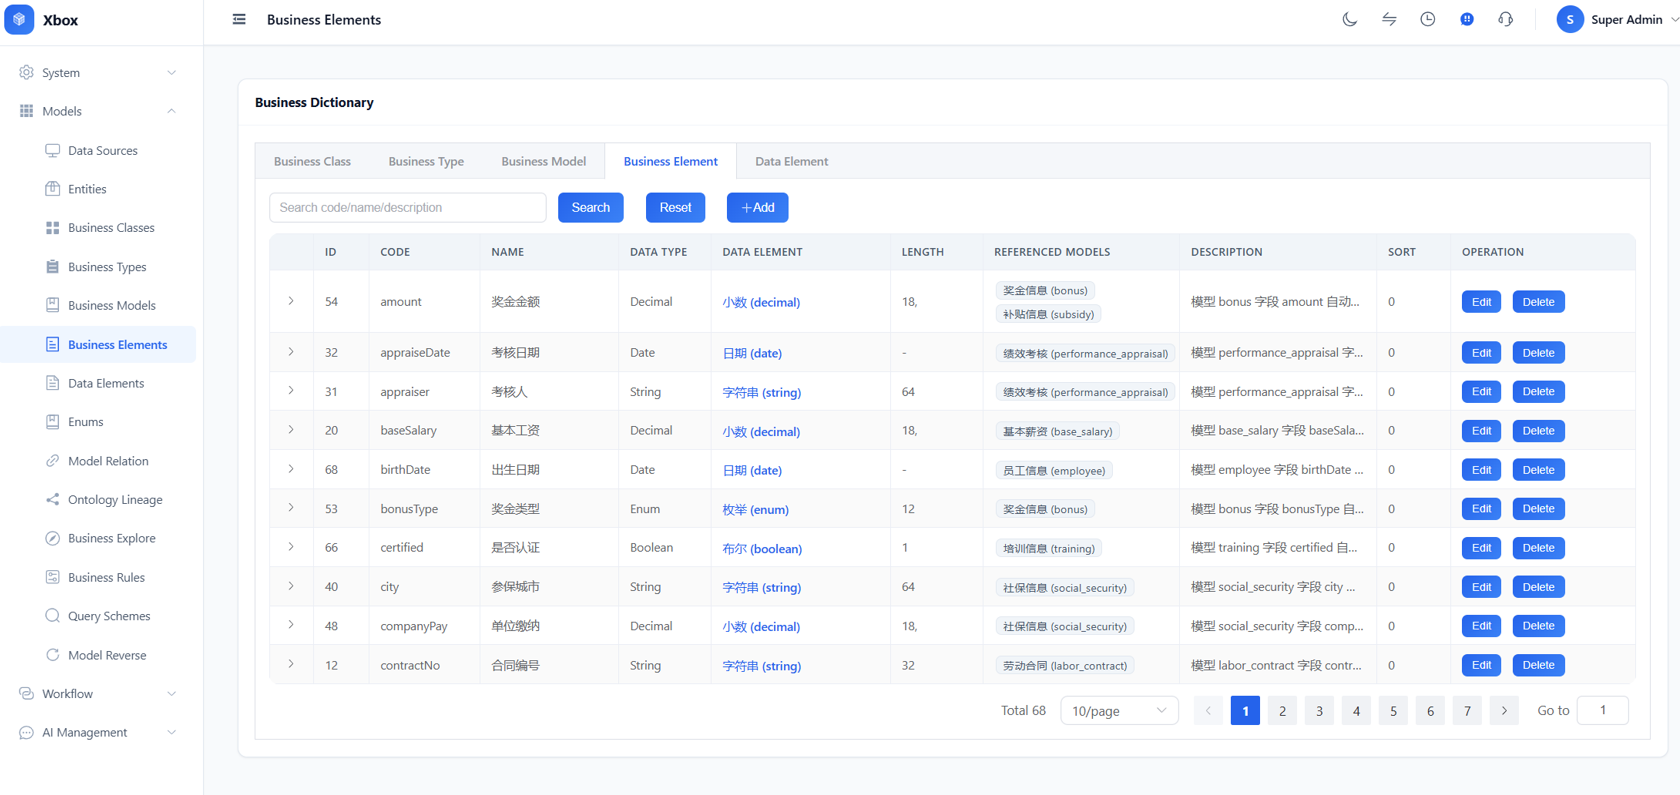 Xbox
Business Elements
S
Super Admin
System
Models
Data Sources
Entities
Business Classes
Business Types
Business Models
Business Elements
Data Elements
Enums
Model Relation
Ontology Lineage
Business Explore
Business Rules
Query Schemes
Model Reverse
Workflow
AI Management
Business Dictionary
Business Class Business Type Business Model Business Element Data Element
Search code/name/description Search Reset +Add
ID CODE NAME DATA TYPE DATA ELEMENT LENGTH REFERENCED MODELS DESCRIPTION SORT OPERATION
54 amount 奖金金额 Decimal 小数 (decimal) 18, 奖金信息 (bonus) 补贴信息 (subsidy) 模型 bonus 字段 amount 自动... 0 Edit Delete
32 appraiseDate 考核日期 Date 日期 (date) - 绩效考核 (performance_appraisal) 模型 performance_appraisal 字... 0 Edit Delete
31 appraiser 考核人 String 字符串 (string) 64 绩效考核 (performance_appraisal) 模型 performance_appraisal 字... 0 Edit Delete
20 baseSalary 基本工资 Decimal 小数 (decimal) 18, 基本薪资 (base_salary) 模型 base_salary 字段 baseSala... 0 Edit Delete
68 birthDate 出生日期 Date 日期 (date) - 员工信息 (employee) 模型 employee 字段 birthDate ... 0 Edit Delete
53 bonusType 奖金类型 Enum 枚举 (enum) 12 奖金信息 (bonus) 模型 bonus 字段 bonusType 自... 0 Edit Delete
66 certified 是否认证 Boolean 布尔 (boolean) 1 培训信息 (training) 模型 training 字段 certified 自... 0 Edit Delete
40 city 参保城市 String 字符串 (string) 64 社保信息 (social_security) 模型 social_security 字段 city ... 0 Edit Delete
48 companyPay 单位缴纳 Decimal 小数 (decimal) 18, 社保信息 (social_security) 模型 social_security 字段 comp... 0 Edit Delete
12 contractNo 合同编号 String 字符串 (string) 32 劳动合同 (labor_contract) 模型 labor_contract 字段 contr... 0 Edit Delete
Total 68 10/page 1 2 3 4 5 6 7 Go to 1